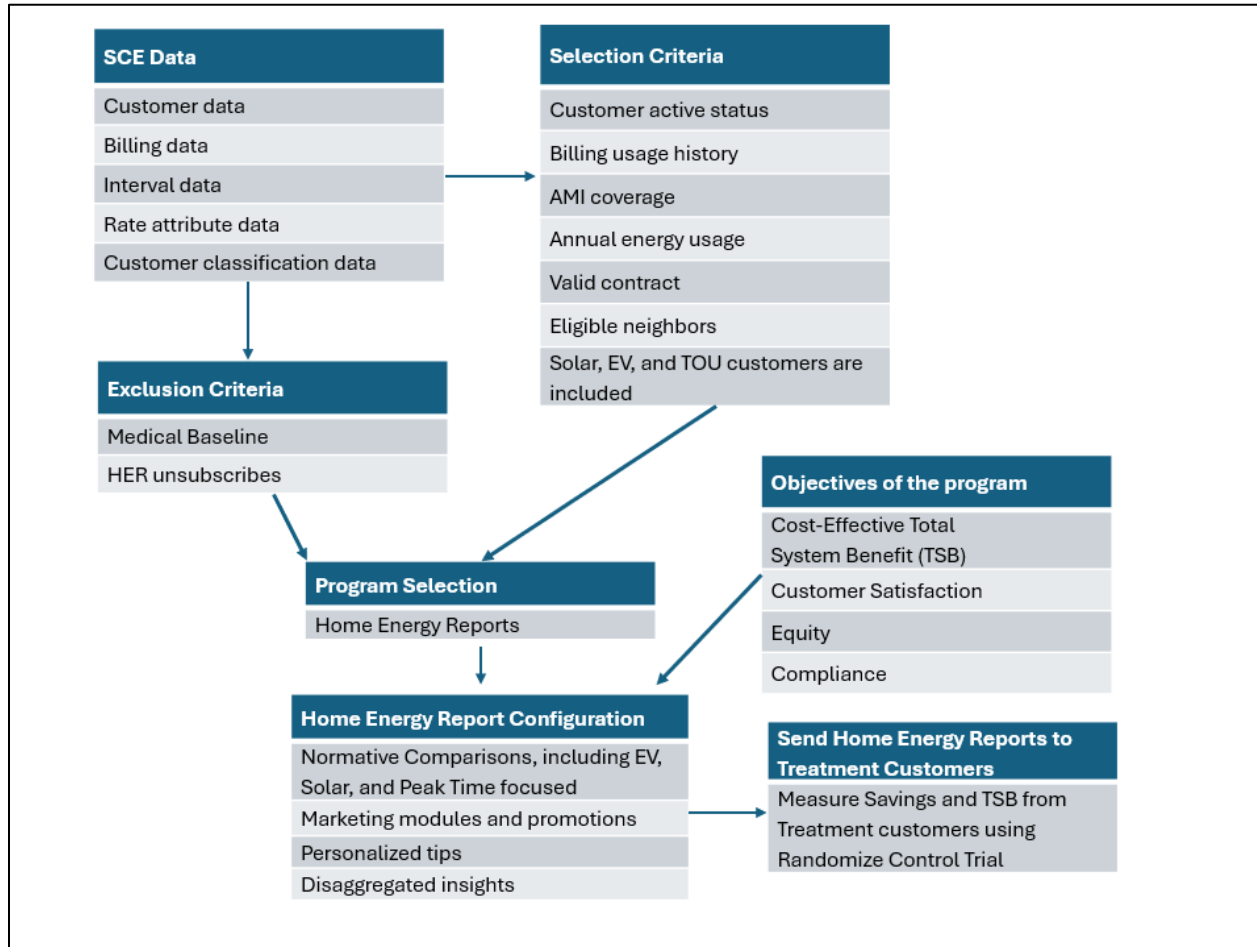 SCE Data
Customer data
Billing data
Interval data
Rate attribute data
Customer classification data
Selection Criteria
Customer active status
Billing usage history
AMI coverage
Annual energy usage
Valid contract
Eligible neighbors
Solar, EV, and TOU customers are
included
Exclusion Criteria
Medical Baseline
HER unsubscribes
Objectives of the program
Cost-Effective Total
System Benefit (TSB)
Customer Satisfaction
Equity
Compliance
Program Selection
Home Energy Reports
Home Energy Report Configuration
Normative Comparisons, including EV,
Solar, and Peak Time focused
Marketing modules and promotions
Personalized tips
Disaggregated insights
Send Home Energy Reports to
Treatment Customers
Measure Savings and TSB from
Treatment customers using
Randomize Control Trial